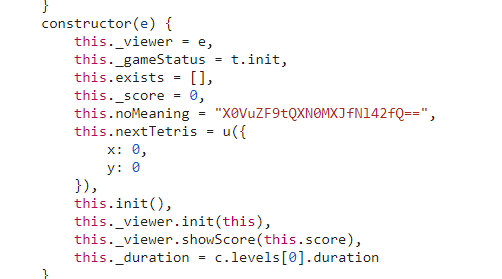 }
constructor(e) {
this._viewer = e,
this._gameStatus = t.init,
this.exists = [],
this._score = 0,
this.noMeaning = "X0VuZF9tQXN0MXJfNl42fQ==",
this.nextTetris = u({
x: 0,
y: 0
}),
this.init(),
this._viewer.init(this),
this._viewer.showScore(this.score),
this._duration = c.levels[0].duration
}